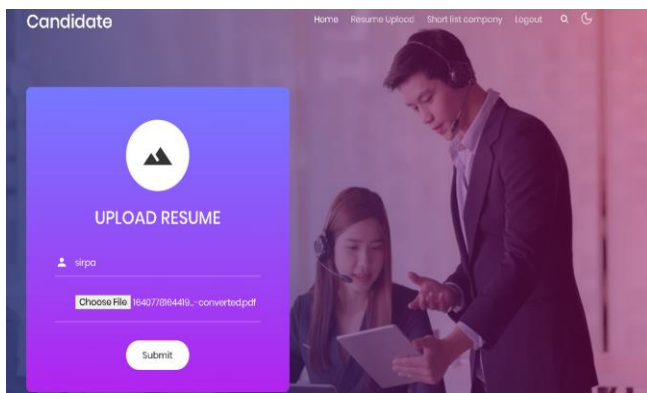 Candidate
Home Resume Upload Short list company Logout
UPLOAD RESUME
sirpa
Choose File 1640778164419...-converted.pdf
Submit